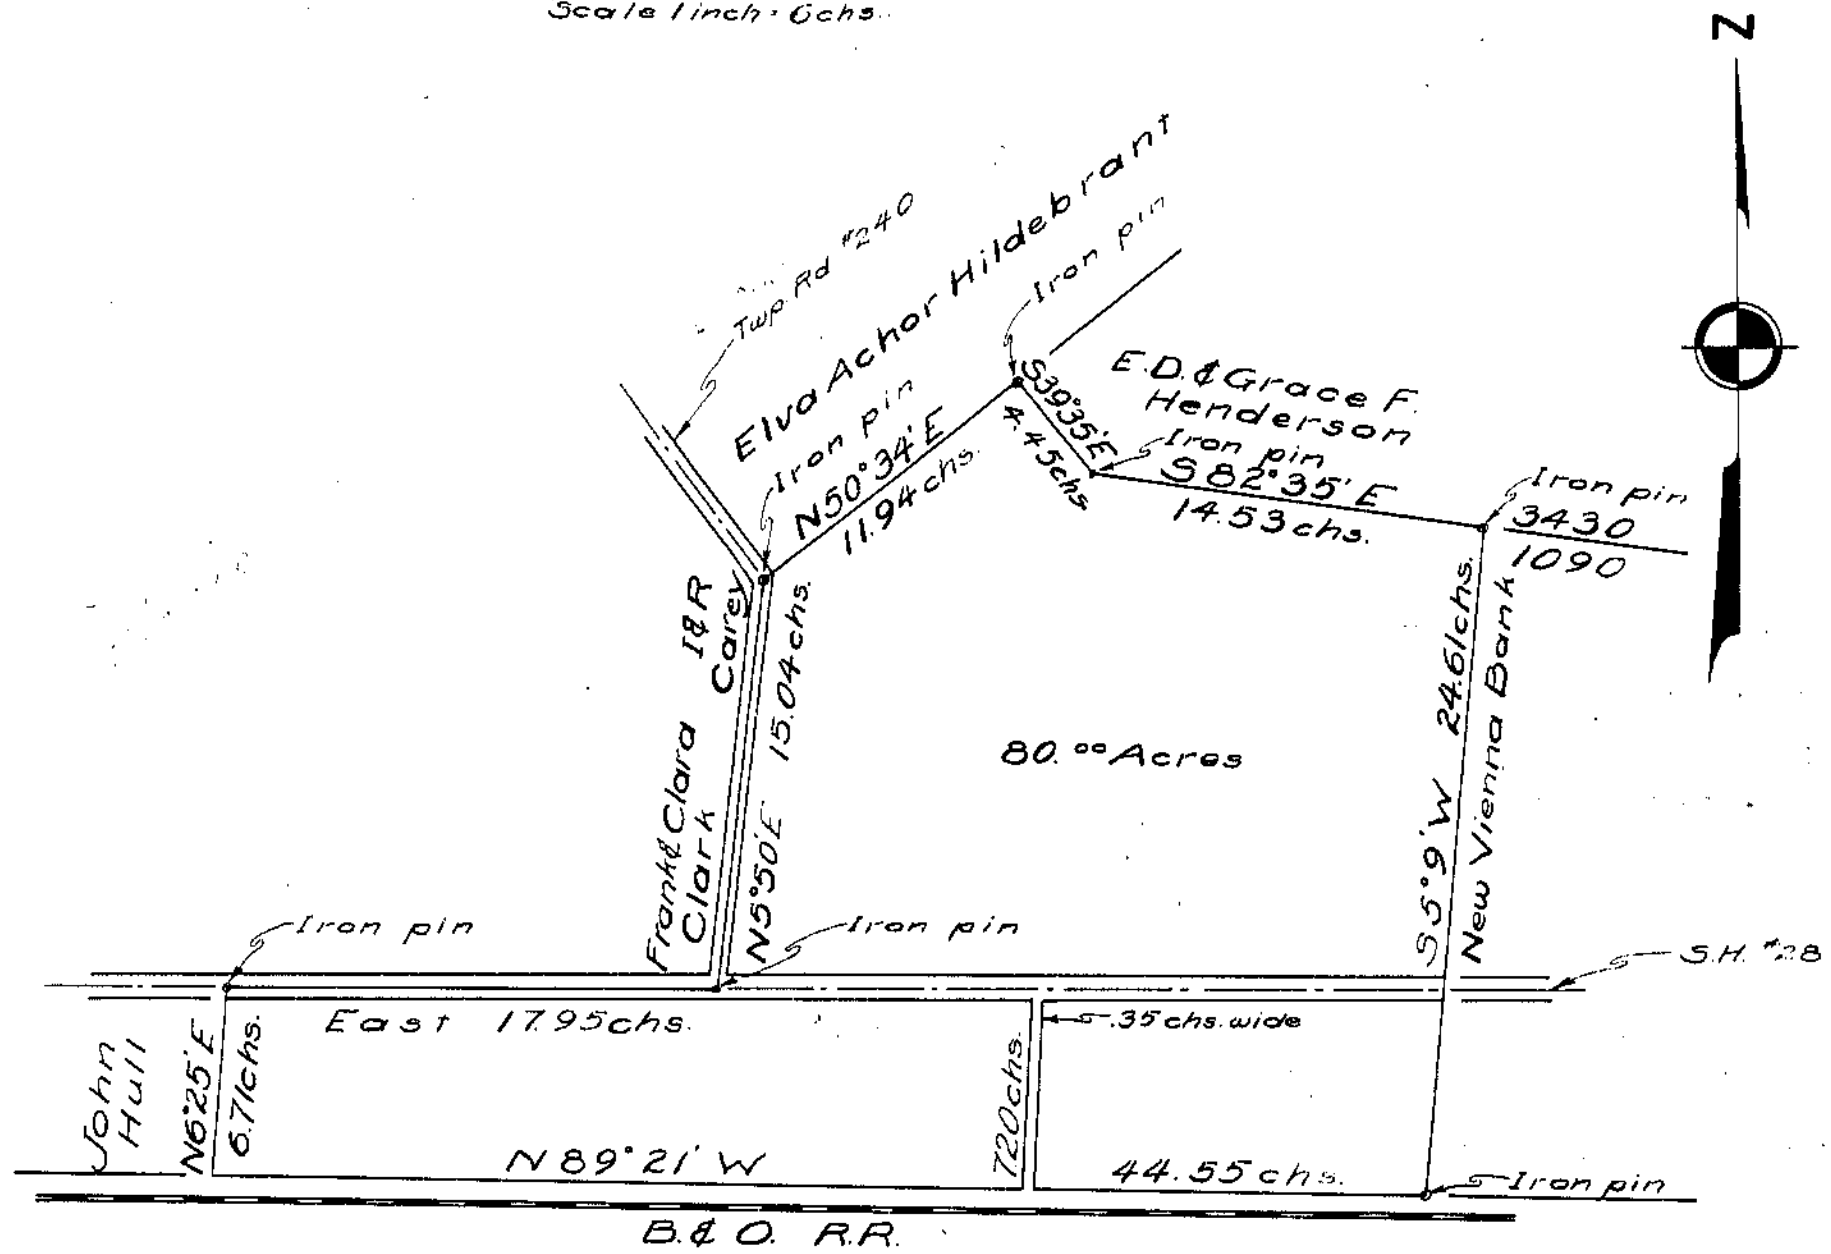 Scale 1 inch = 6chs.
N
Twp. Rd #240
Elva Achor Hildebrant
Iron pin
Iron pin
N50°34'E
11.94chs.
S39°35'E
4.45chs
E.D. & Grace F.
Henderson
Iron pin
S82°35'E
14.53chs.
Iron pin
3430
1090
I&R
Carey
Frank & Clara
Clark
N5°50'E 15.04chs.
80.⁰⁰ Acres
S5°9'W 24.61chs.
New Vienna Bank
Iron pin
Iron pin
S.H. #28
East 17.95chs.
.35chs. wide
John
Hull
N6°25'E
6.71chs.
7.20chs.
N89°21'W
44.55chs.
Iron pin
B.&O. R.R.